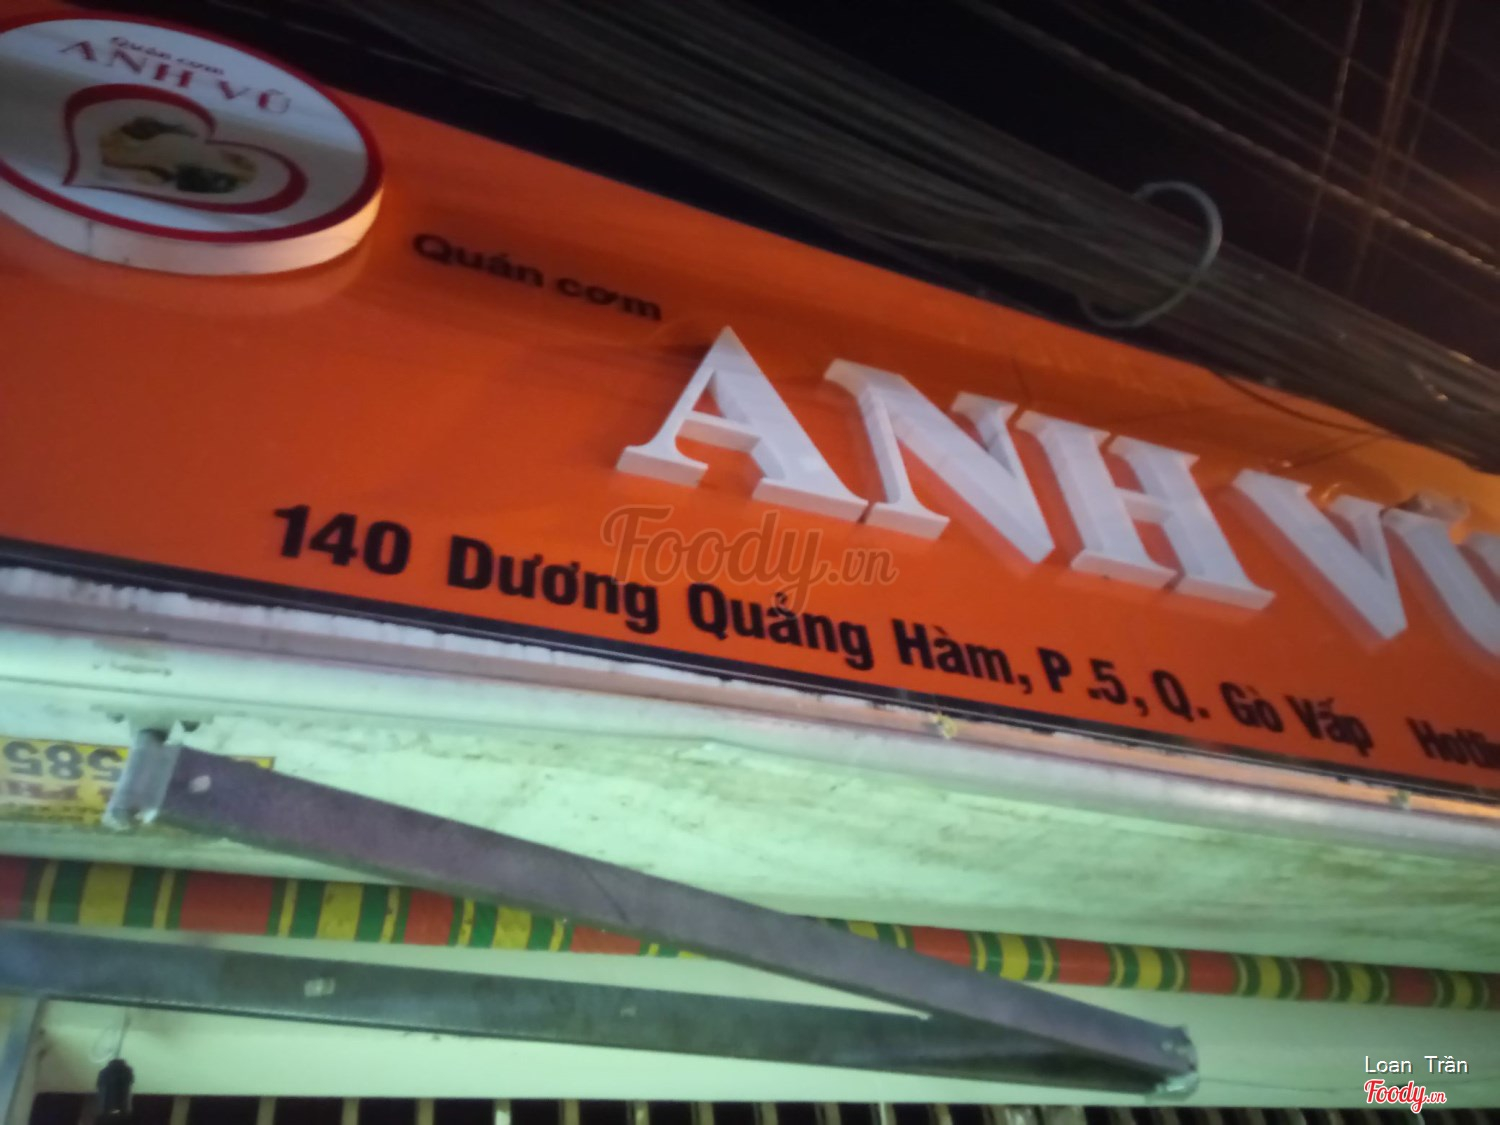 Quán cơm
ANH VŨ
Quán cơm
ANH
140 Dương Quảng Hàm, P.5, Q. Gò Vấp
Foody.vn
585
Loan Trần
Foody.vn